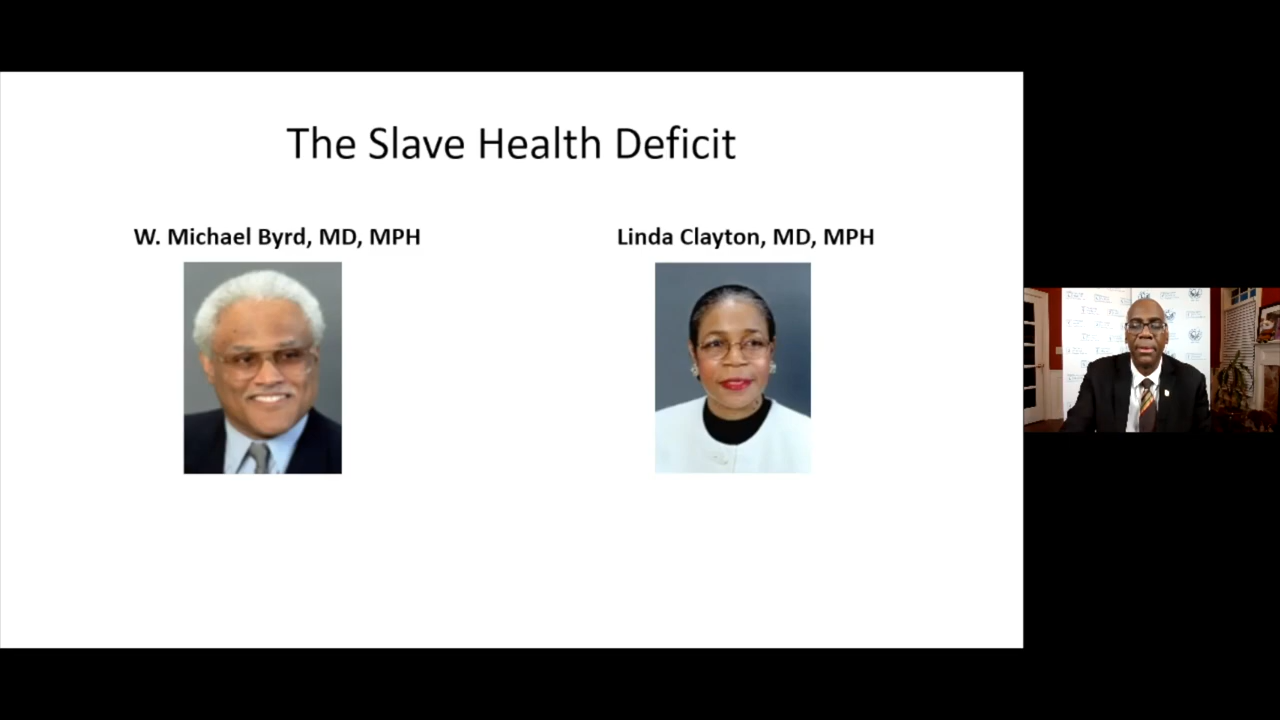 The Slave Health Deficit
W. Michael Byrd, MD, MPH
Linda Clayton, MD, MPH